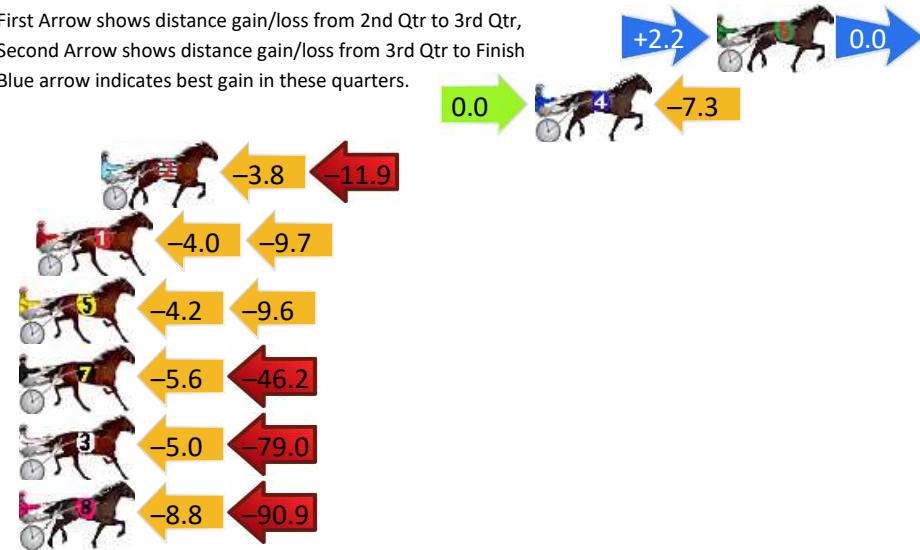 First Arrow shows distance gain/loss from 2nd Qtr to 3rd Qtr,
Second Arrow shows distance gain/loss from 3rd Qtr to Finish
Blue arrow indicates best gain in these quarters.
+2.2 6 0.0
0.0 4 –7.3
2 –3.8 –11.9
1 –4.0 –9.7
5 –4.2 –9.6
7 –5.6 –46.2
3 –5.0 –79.0
8 –8.8 –90.9